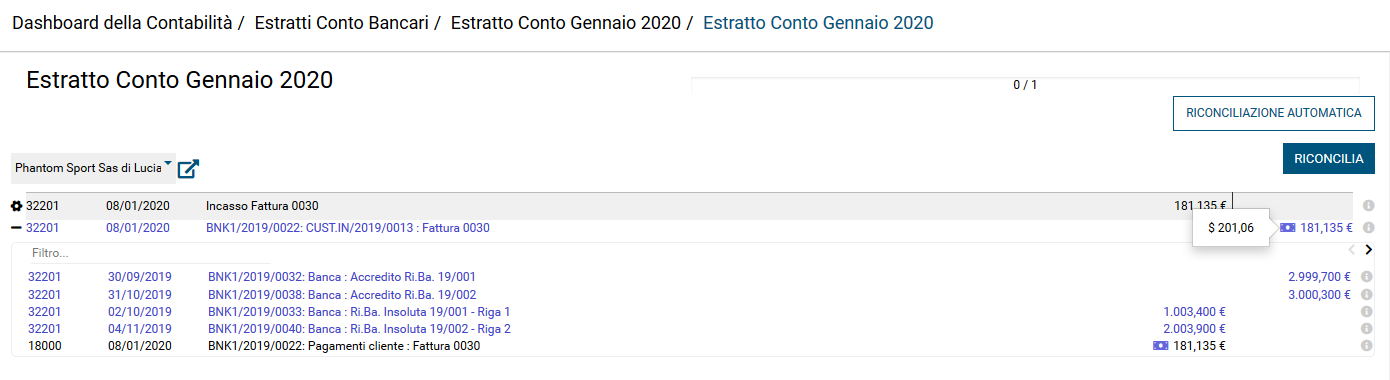 Dashboard della Contabilità / Estratti Conto Bancari / Estratto Conto Gennaio 2020 / Estratto Conto Gennaio 2020
Estratto Conto Gennaio 2020
0 / 1
RICONCILIAZIONE AUTOMATICA
Phantom Sport Sas di Lucia
RICONCILIA
32201 08/01/2020 Incasso Fattura 0030 181,135 €
32201 08/01/2020 BNK1/2019/0022: CUST.IN/2019/0013 : Fattura 0030 $ 201,06 181,135 €
Filtro...
32201 30/09/2019 BNK1/2019/0032: Banca : Accredito Ri.Ba. 19/001 2.999,700 €
32201 31/10/2019 BNK1/2019/0038: Banca : Accredito Ri.Ba. 19/002 3.000,300 €
32201 02/10/2019 BNK1/2019/0033: Banca : Ri.Ba. Insoluta 19/001 - Riga 1 1.003,400 €
32201 04/11/2019 BNK1/2019/0040: Banca : Ri.Ba. Insoluta 19/002 - Riga 2 2.003,900 €
18000 08/01/2020 BNK1/2019/0022: Pagamenti cliente : Fattura 0030 181,135 €